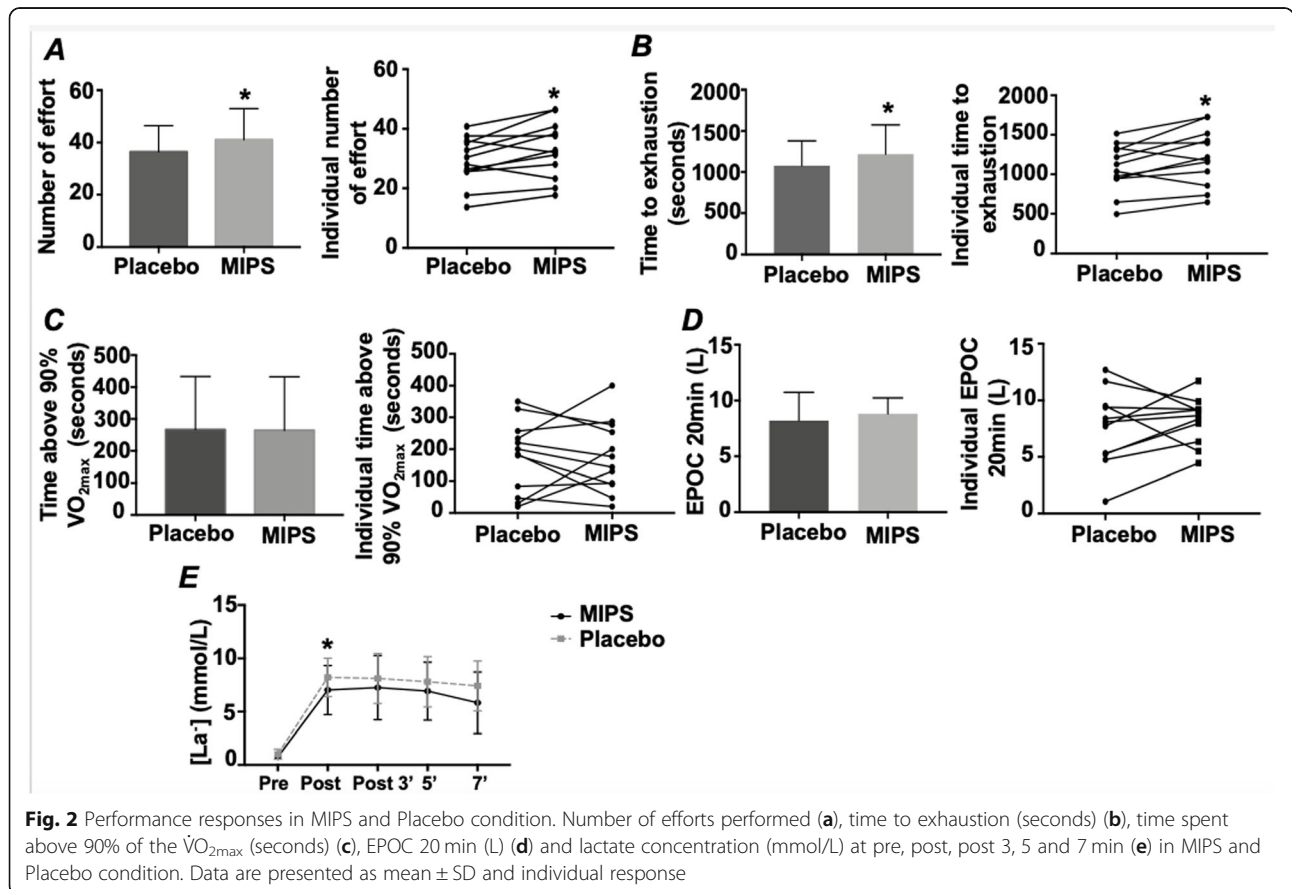 A
Number of effort
60
40
20
0
Placebo
MIPS
*
Individual number
of effort
60
40
20
0
Placebo
MIPS
*
B
Time to exhaustion
(seconds)
2000
1500
1000
500
0
Placebo
MIPS
*
Individual time to
exhaustion
2000
1500
1000
500
0
Placebo
MIPS
*
C
Time above 90%
VO2max (seconds)
500
400
300
200
100
0
Placebo
MIPS
Individual time above
90% VO2max (seconds)
500
400
300
200
100
0
Placebo
MIPS
D
EPOC 20min (L)
15
10
5
0
Placebo
MIPS
Individual EPOC
20min (L)
15
10
5
0
Placebo
MIPS
E
[La-] (mmol/L)
15
10
5
0
*
Pre
Post
Post 3’
5’
7’
MIPS
Placebo
Fig. 2 Performance responses in MIPS and Placebo condition. Number of efforts performed (a), time to exhaustion (seconds) (b), time spent
above 90% of the V̇O2max (seconds) (c), EPOC 20 min (L) (d) and lactate concentration (mmol/L) at pre, post, post 3, 5 and 7 min (e) in MIPS and
Placebo condition. Data are presented as mean ± SD and individual response